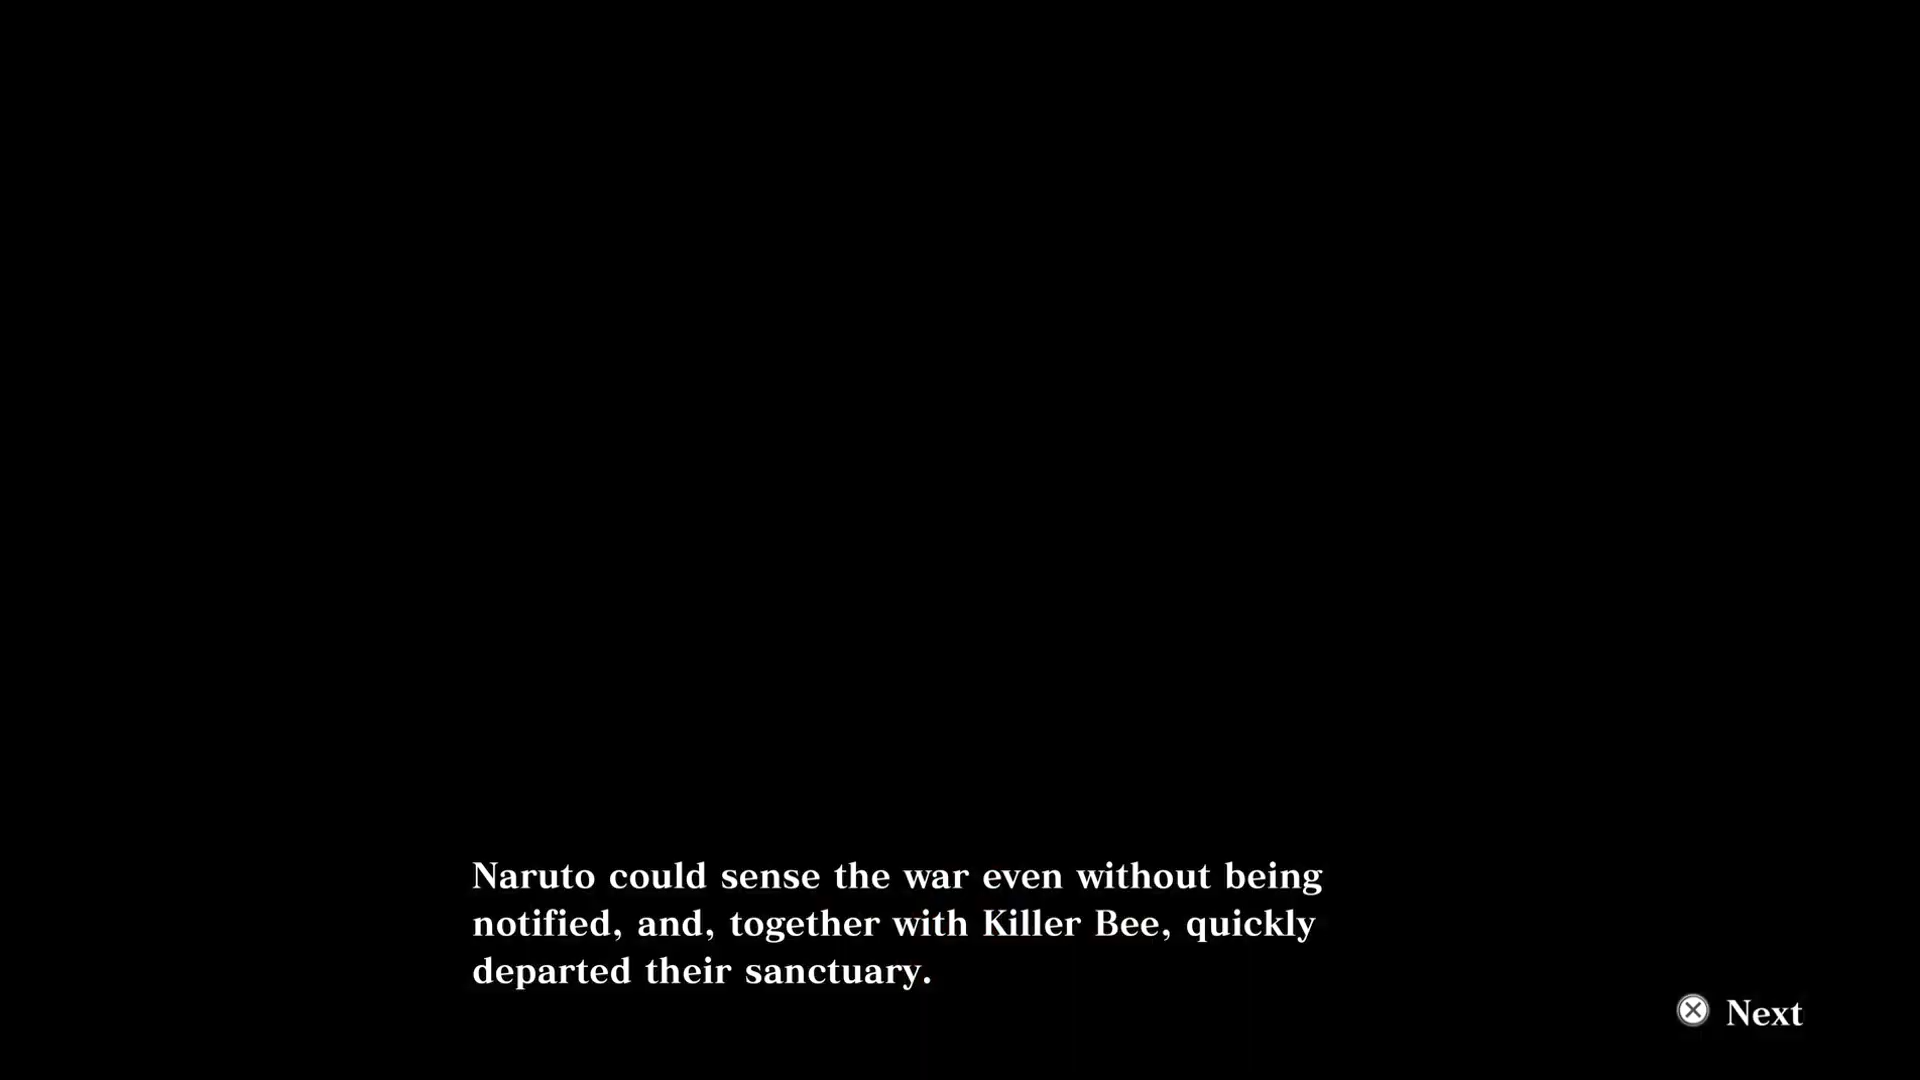 Naruto could sense the war even without being
notified, and, together with Killer Bee, quickly
departed their sanctuary.
Next